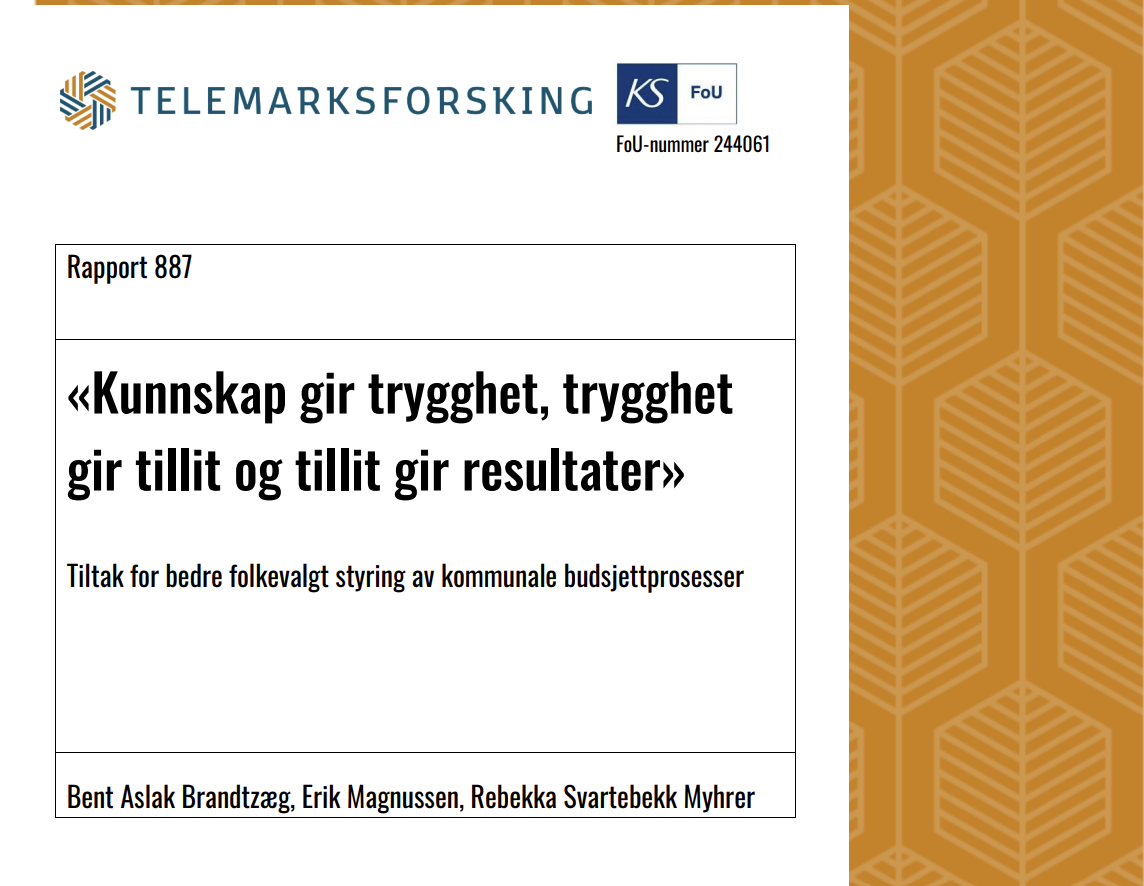 TELEMARKSFORSKING
KS FoU
FoU-nummer 244061
Rapport 887
«Kunnskap gir trygghet, trygghet
gir tillit og tillit gir resultater»
Tiltak for bedre folkevalgt styring av kommunale budsjettprosesser
Bent Aslak Brandtzæg, Erik Magnussen, Rebekka Svartebekk Myhrer